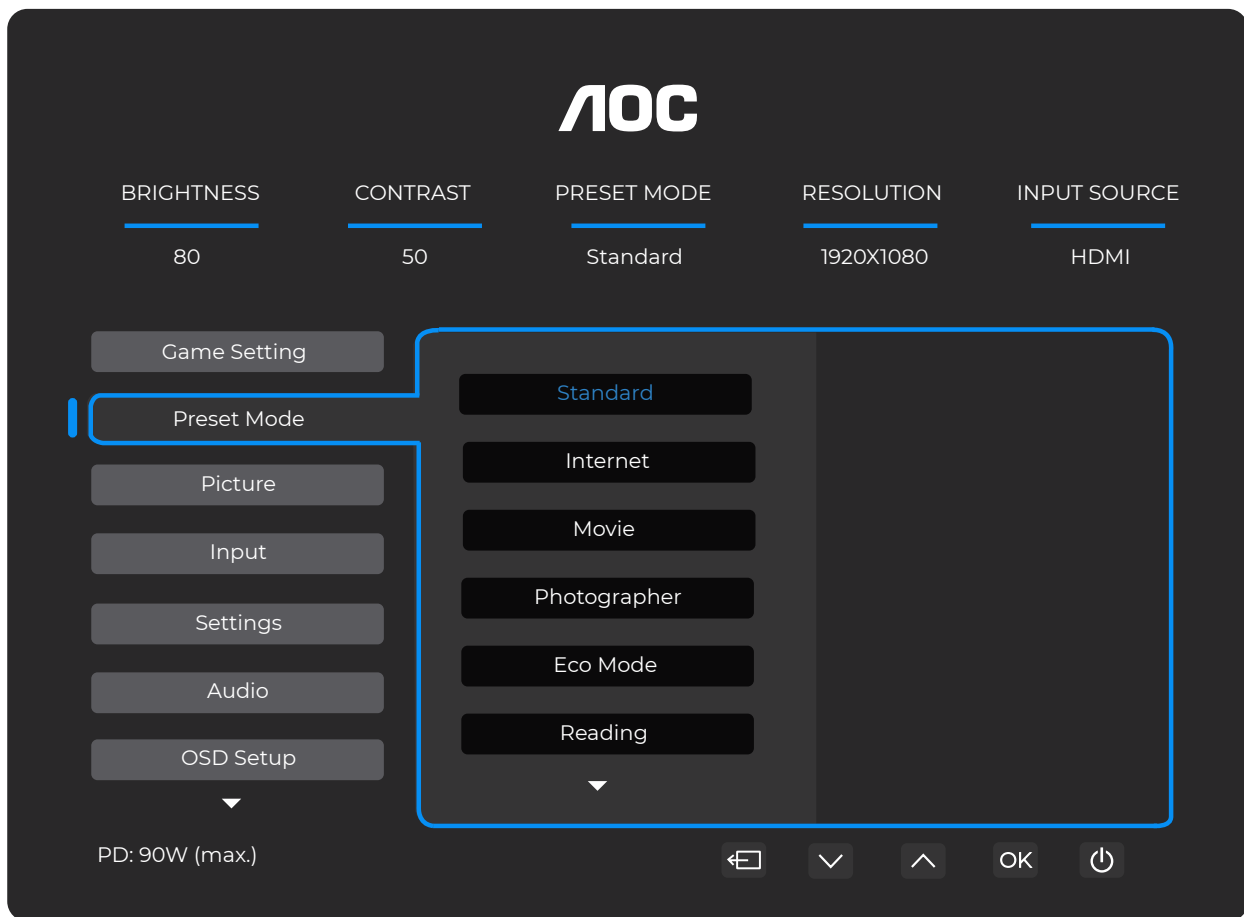 AOC
BRIGHTNESS CONTRAST PRESET MODE RESOLUTION INPUT SOURCE
80 50 Standard 1920X1080 HDMI
Game Setting
Preset Mode
Picture
Input
Settings
Audio
OSD Setup
Standard
Internet
Movie
Photographer
Eco Mode
Reading
PD: 90W (max.)
OK